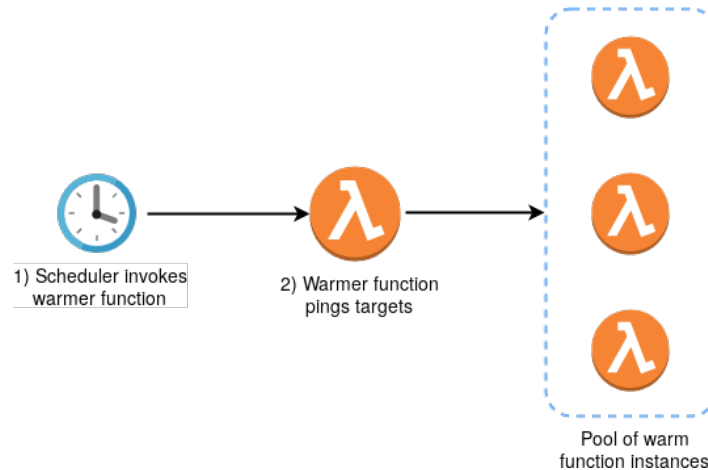 1) Scheduler invokes
warmer function
2) Warmer function
pings targets
Pool of warm
function instances